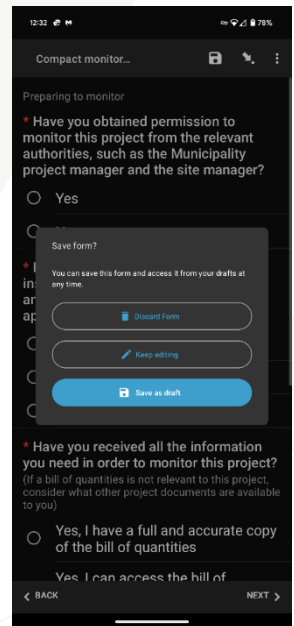 12:32
78%
Compact monitor...
Preparing to monitor
* Have you obtained permission to
monitor this project from the relevant
authorities, such as the Municipality
project manager and the site manager?
Yes
Save form?
You can save this form and access it from your drafts at
any time.
Discard Form
Keep editing
Save as draft
* Have you received all the information
you need in order to monitor this project?
(If a bill of quantities is not relevant to this project,
consider what other project documents are available
to you)
Yes, I have a full and accurate copy
of the bill of quantities
Yes, I can access the bill of
BACK
NEXT